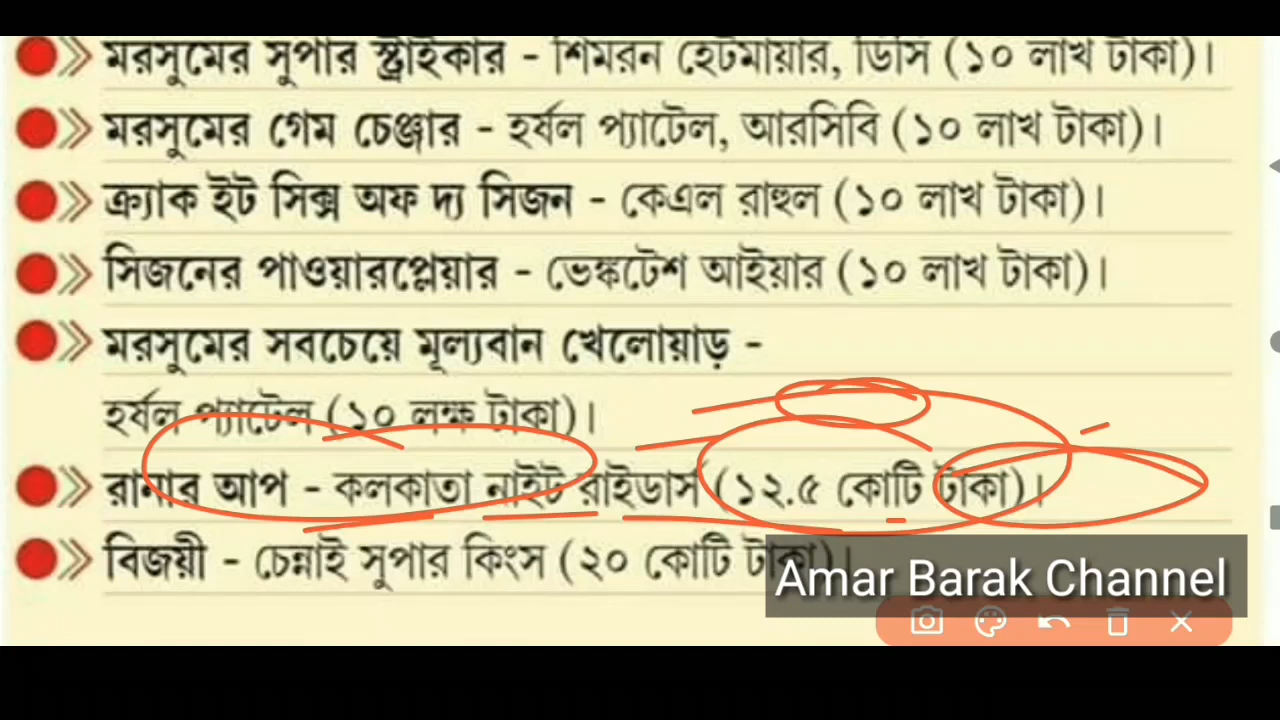 মরসুমের সুপার স্ট্রাইকার - শিমরন হেটমায়ার, ডিসি (১০ লাখ টাকা)।
মরসুমের গেম চেঞ্জার - হর্ষল প্যাটেল, আরসিবি (১০ লাখ টাকা)।
ক্র্যাক ইট সিক্স অফ দ্য সিজন - কেএল রাহুল (১০ লাখ টাকা)।
সিজনের পাওয়ারপ্লেয়ার - ভেঙ্কটেশ আইয়ার (১০ লাখ টাকা)।
মরসুমের সবচেয়ে মূল্যবান খেলোয়াড় -
হর্ষল প্যাটেল (১০ লক্ষ টাকা)।
রানার আপ - কলকাতা নাইট রাইডার্স (১২.৫ কোটি টাকা)।
বিজয়ী - চেন্নাই সুপার কিংস (২০ কোটি টাকা)।
Amar Barak Channel